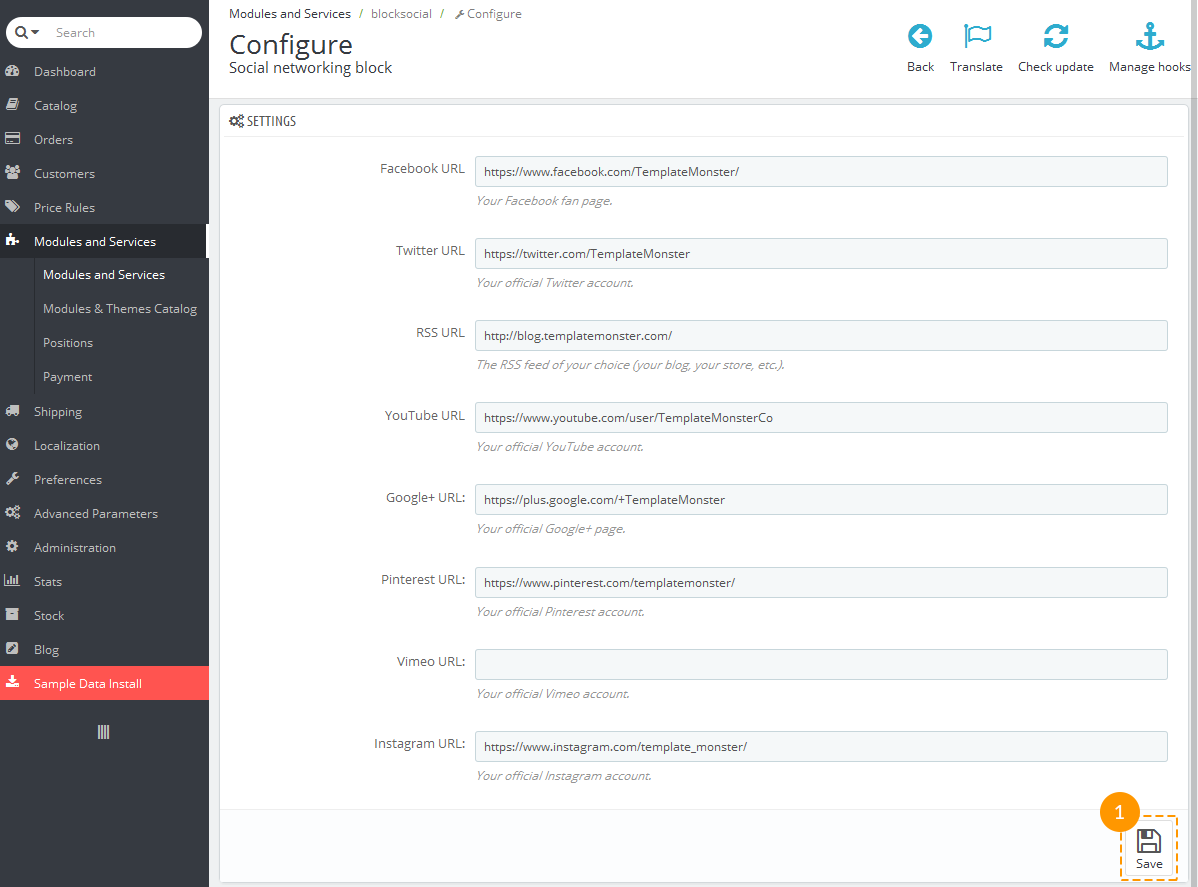 Search
Dashboard
Catalog
Orders
Customers
Price Rules
Modules and Services
Modules and Services
Modules & Themes Catalog
Positions
Payment
Shipping
Localization
Preferences
Advanced Parameters
Administration
Stats
Stock
Blog
Sample Data Install
Modules and Services / blocksocial / Configure
Configure
Social networking block
Back
Translate
Check update
Manage hooks
SETTINGS
Facebook URL
https://www.facebook.com/TemplateMonster/
Your Facebook fan page.
Twitter URL
https://twitter.com/TemplateMonster
Your official Twitter account.
RSS URL
http://blog.templatemonster.com/
The RSS feed of your choice (your blog, your store, etc.).
YouTube URL
https://www.youtube.com/user/TemplateMonsterCo
Your official YouTube account.
Google+ URL:
https://plus.google.com/+TemplateMonster
Your official Google+ page.
Pinterest URL:
https://www.pinterest.com/templatemonster/
Your official Pinterest account.
Vimeo URL:
Your official Vimeo account.
Instagram URL:
https://www.instagram.com/template_monster/
Your official Instagram account.
1
Save